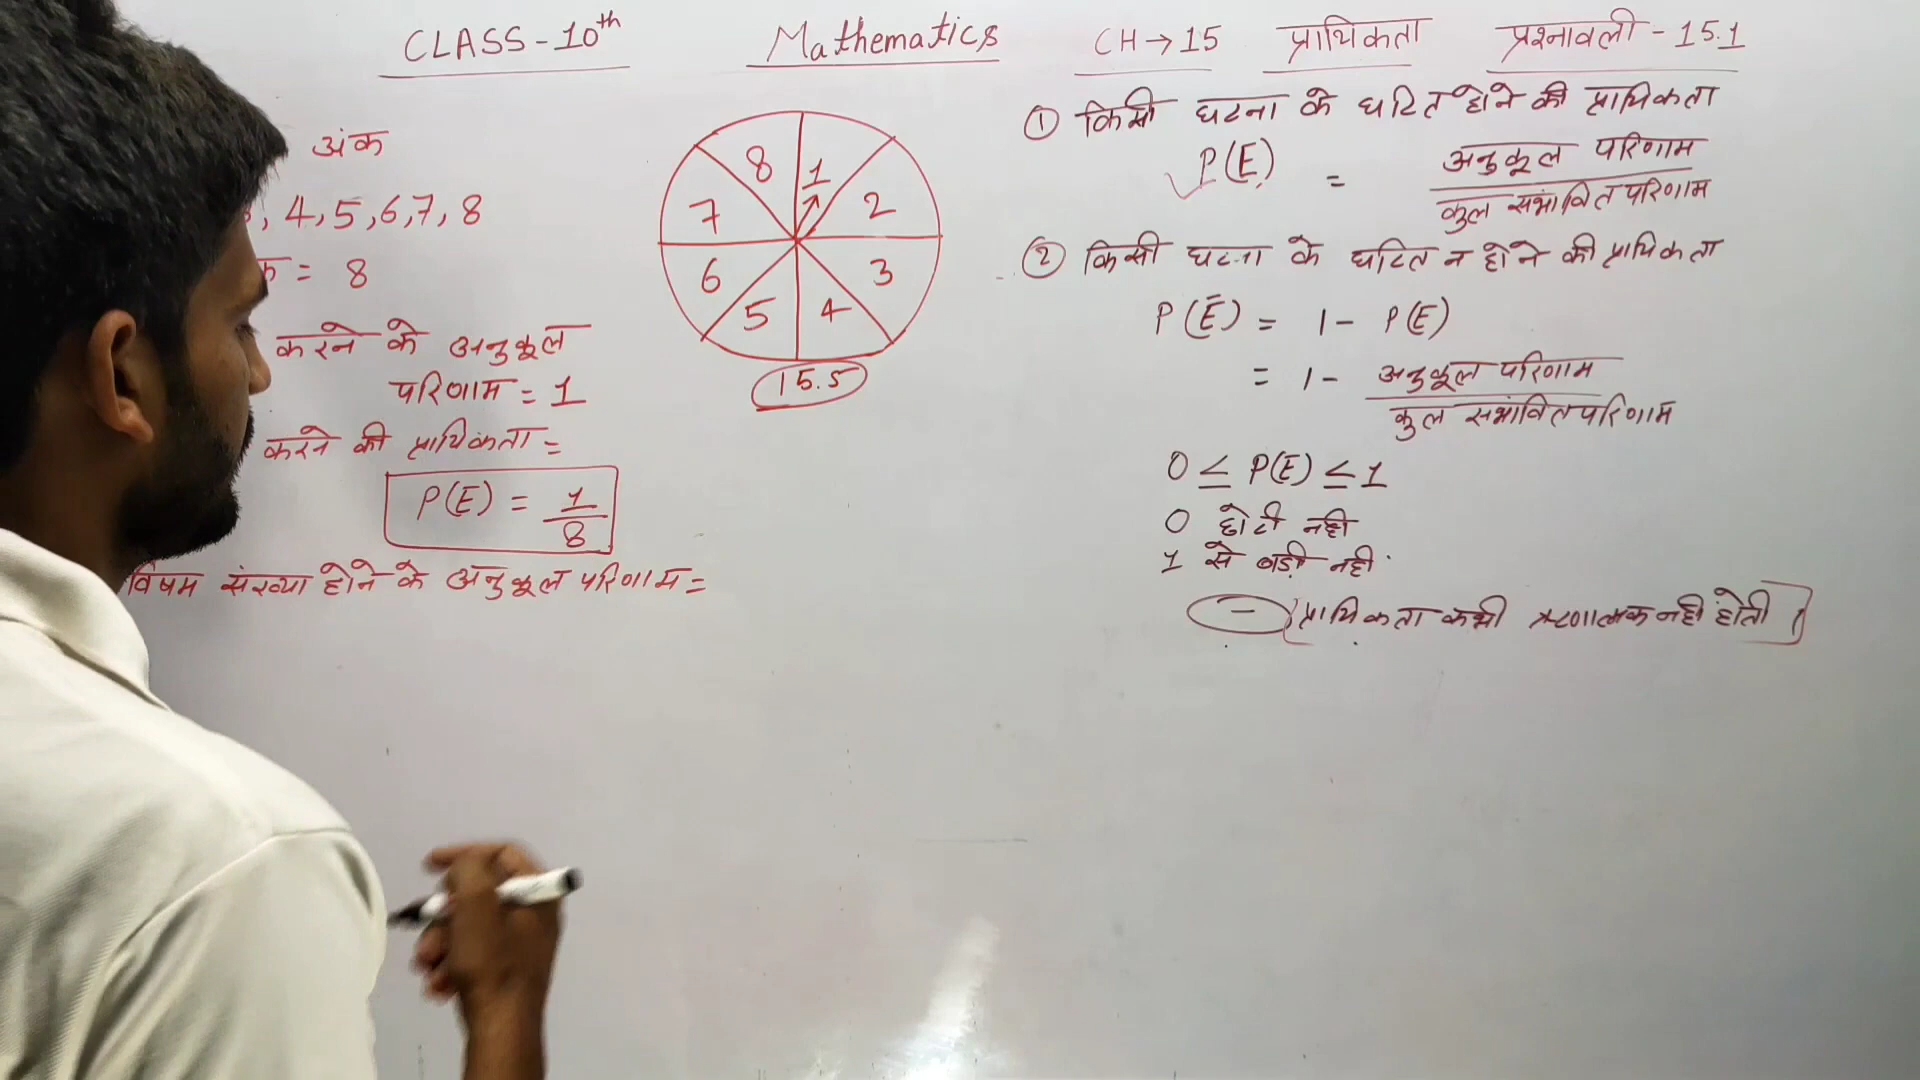 CLASS-10th Mathematics CH→15 प्रायिकता प्रश्नावली-15.1
अंक
, 4,5,6,7,8
= 8
करने के अनुकूल
परिणाम = 1
करने की प्रायिकता=
P(E) = 1/8
विषम संख्या होने के अनुकूल परिणाम=
8 1
7 2
6 3
5 4
15.5
① किसी घटना के घटित होने की प्रायिकता
P(E) = अनुकूल परिणाम/कुल संभावित परिणाम
② किसी घटना के घटित न होने की प्रायिकता
P(Ē) = 1- P(E)
= 1- अनुकूल परिणाम/कुल संभावित परिणाम
0 ≤ P(E) ≤ 1
0 छोटी नही
1 से बड़ी नही
- प्रायिकता कभी ऋणात्मक नही होती।